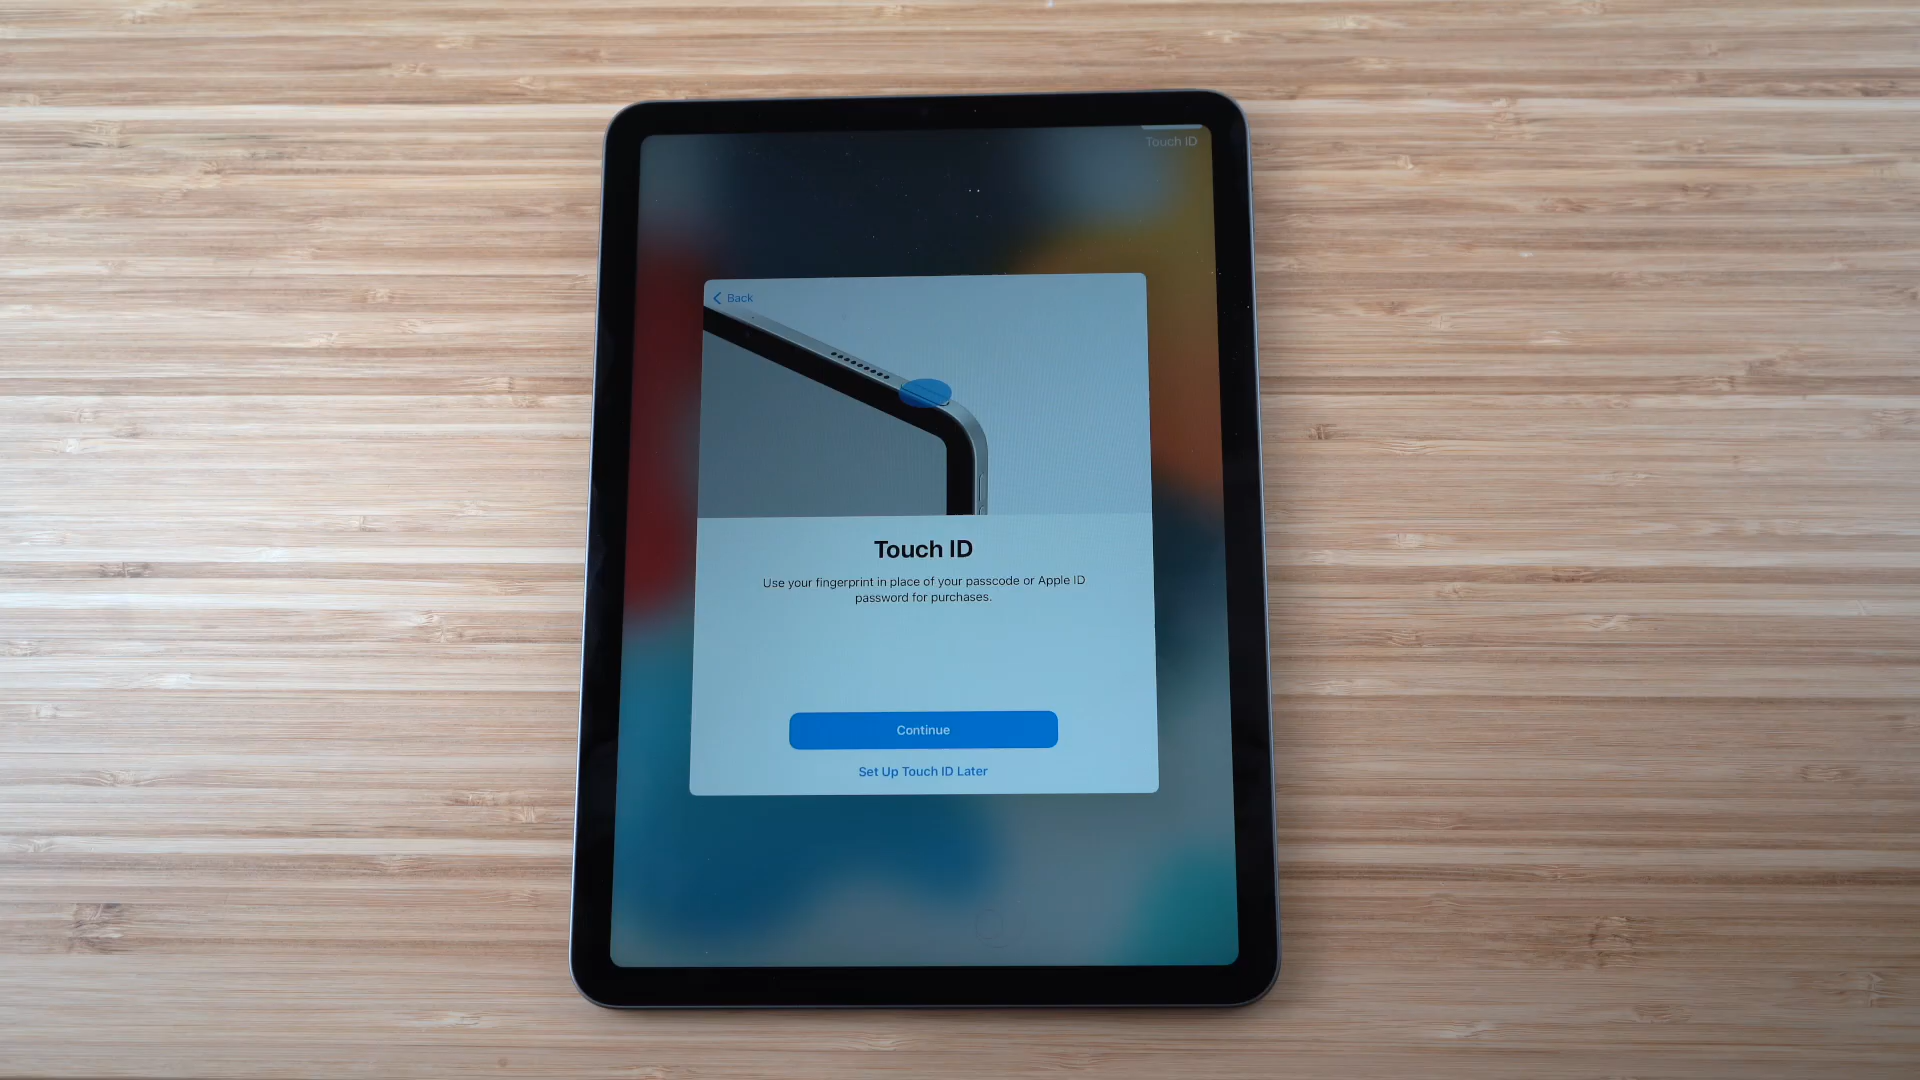 Touch ID
Back
Touch ID
Use your fingerprint in place of your passcode or Apple ID
password for purchases.
Continue
Set Up Touch ID Later